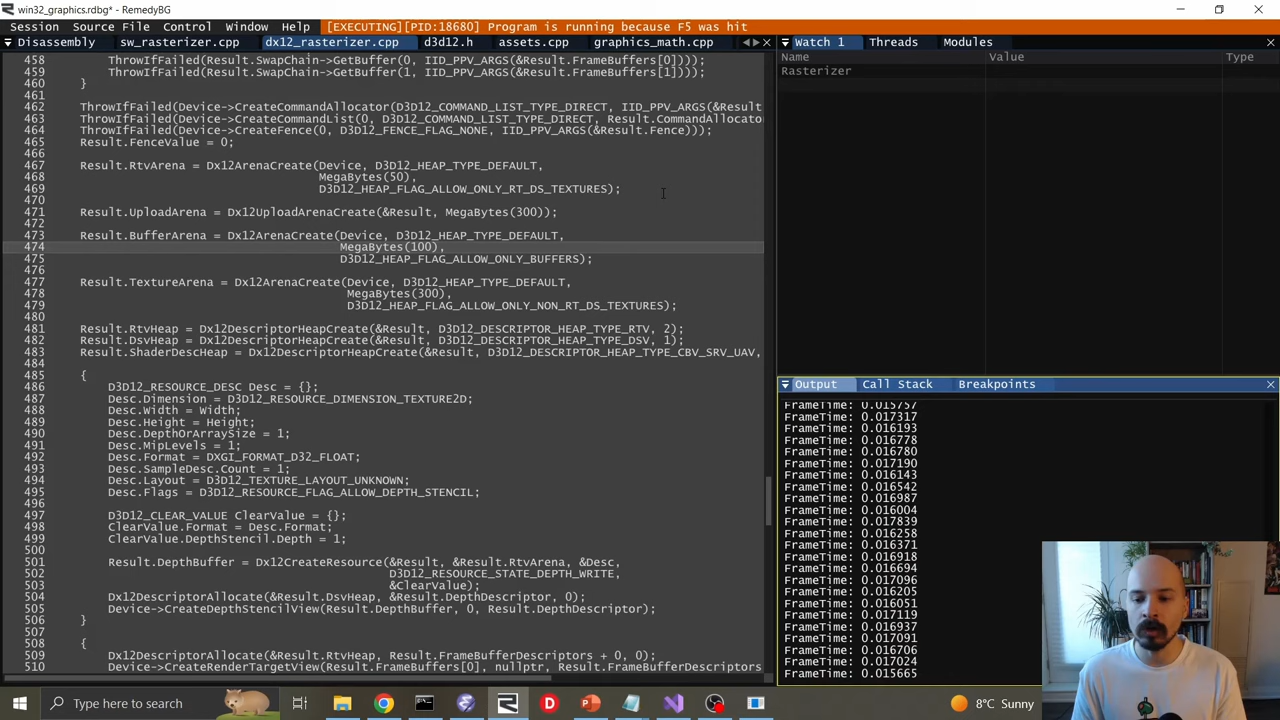 win32_graphics.rdbg* - RemedyBG
Session Source File Control Window Help [EXECUTING][PID:18680] Program is running because F5 was hit
Disassembly sw_rasterizer.cpp dx12_rasterizer.cpp d3d12.h assets.cpp graphics_math.cpp
458 ThrowIfFailed(Result.SwapChain->GetBuffer(0, IID_PPV_ARGS(&Result.FrameBuffers[0])));
459 ThrowIfFailed(Result.SwapChain->GetBuffer(1, IID_PPV_ARGS(&Result.FrameBuffers[1])));
460 }
461
462 ThrowIfFailed(Device->CreateCommandAllocator(D3D12_COMMAND_LIST_TYPE_DIRECT, IID_PPV_ARGS(&Result
463 ThrowIfFailed(Device->CreateCommandList(0, D3D12_COMMAND_LIST_TYPE_DIRECT, Result.CommandAllocator
464 ThrowIfFailed(Device->CreateFence(0, D3D12_FENCE_FLAG_NONE, IID_PPV_ARGS(&Result.Fence)));
465 Result.FenceValue = 0;
466
467 Result.RtvArena = Dx12ArenaCreate(Device, D3D12_HEAP_TYPE_DEFAULT,
468 MegaBytes(50),
469 D3D12_HEAP_FLAG_ALLOW_ONLY_RT_DS_TEXTURES);
470
471 Result.UploadArena = Dx12UploadArenaCreate(&Result, MegaBytes(300));
472
473 Result.BufferArena = Dx12ArenaCreate(Device, D3D12_HEAP_TYPE_DEFAULT,
474 MegaBytes(100),
475 D3D12_HEAP_FLAG_ALLOW_ONLY_BUFFERS);
476
477 Result.TextureArena = Dx12ArenaCreate(Device, D3D12_HEAP_TYPE_DEFAULT,
478 MegaBytes(300),
479 D3D12_HEAP_FLAG_ALLOW_ONLY_NON_RT_DS_TEXTURES);
480
481 Result.RtvHeap = Dx12DescriptorHeapCreate(&Result, D3D12_DESCRIPTOR_HEAP_TYPE_RTV, 2);
482 Result.DsvHeap = Dx12DescriptorHeapCreate(&Result, D3D12_DESCRIPTOR_HEAP_TYPE_DSV, 1);
483 Result.ShaderDescHeap = Dx12DescriptorHeapCreate(&Result, D3D12_DESCRIPTOR_HEAP_TYPE_CBV_SRV_UAV,
484
485 {
486 D3D12_RESOURCE_DESC Desc = {};
487 Desc.Dimension = D3D12_RESOURCE_DIMENSION_TEXTURE2D;
488 Desc.Width = Width;
489 Desc.Height = Height;
490 Desc.DepthOrArraySize = 1;
491 Desc.MipLevels = 1;
492 Desc.Format = DXGI_FORMAT_D32_FLOAT;
493 Desc.SampleDesc.Count = 1;
494 Desc.Layout = D3D12_TEXTURE_LAYOUT_UNKNOWN;
495 Desc.Flags = D3D12_RESOURCE_FLAG_ALLOW_DEPTH_STENCIL;
496
497 D3D12_CLEAR_VALUE ClearValue = {};
498 ClearValue.Format = Desc.Format;
499 ClearValue.DepthStencil.Depth = 1;
500
501 Result.DepthBuffer = Dx12CreateResource(&Result, &Result.RtvArena, &Desc,
502 D3D12_RESOURCE_STATE_DEPTH_WRITE,
503 &ClearValue);
504 Dx12DescriptorAllocate(&Result.DsvHeap, &Result.DepthDescriptor, 0);
505 Device->CreateDepthStencilView(Result.DepthBuffer, 0, Result.DepthDescriptor);
506 }
507
508 {
509 Dx12DescriptorAllocate(&Result.RtvHeap, Result.FrameBufferDescriptors + 0, 0);
510 Device->CreateRenderTargetView(Result.FrameBuffers[0], nullptr, Result.FrameBufferDescriptors
Watch 1 Threads Modules
Name Value Type
Rasterizer
Output Call Stack Breakpoints
FrameTime: 0.015757
FrameTime: 0.017317
FrameTime: 0.016193
FrameTime: 0.016778
FrameTime: 0.016780
FrameTime: 0.017190
FrameTime: 0.016143
FrameTime: 0.016542
FrameTime: 0.016987
FrameTime: 0.016004
FrameTime: 0.017839
FrameTime: 0.016258
FrameTime: 0.016371
FrameTime: 0.016918
FrameTime: 0.016694
FrameTime: 0.017096
FrameTime: 0.016205
FrameTime: 0.016051
FrameTime: 0.017119
FrameTime: 0.016937
FrameTime: 0.017091
FrameTime: 0.016706
FrameTime: 0.017024
FrameTime: 0.015665
Type here to search
8°C Sunny